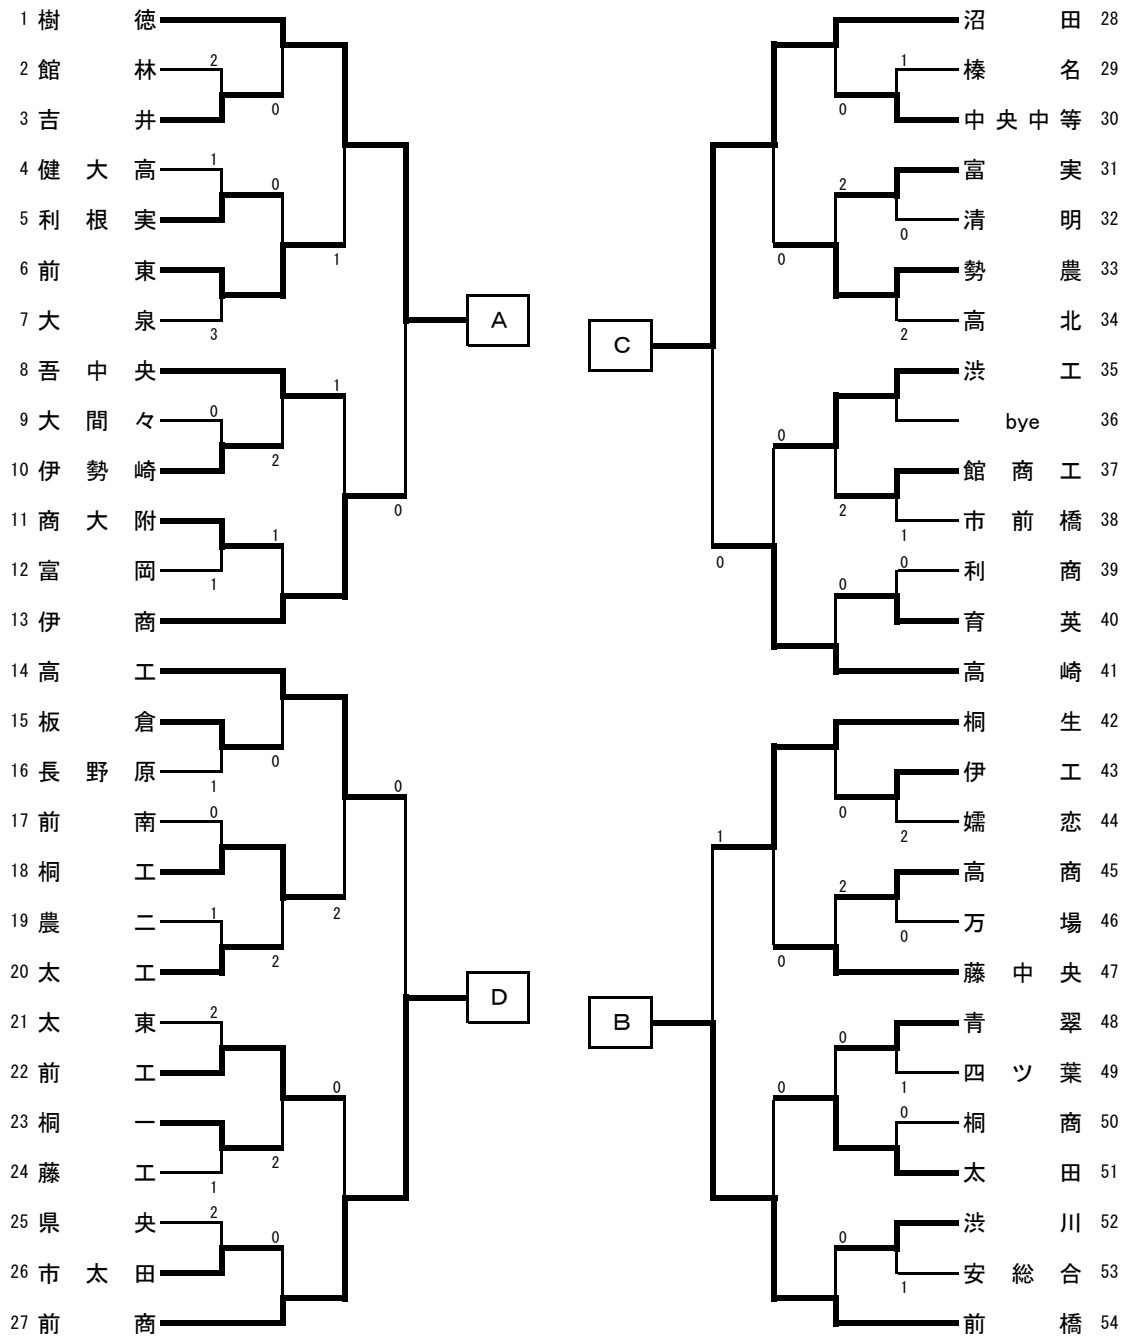 1 樹 徳
2 館 林 2
0
3 吉 井
4 健 大 高 1
0
5 利 根 実
1
6 前 東
7 大 泉 3
A
8 吾 中 央
1
9 大 間 々 0
2
10 伊 勢 崎
0
11 商 大 附
1
12 富 岡 1
13 伊 商
14 高 工
15 板 倉
0
16 長 野 原 1
0
17 前 南 0
18 桐 工
2
19 農 二 1
2
20 太 工
D
21 太 東 2
22 前 工
0
23 桐 一
2
24 藤 工 1
25 県 央 2
0
26 市 太 田
27 前 商
沼 田 28
1 榛 名 29
0
中 央 中 等 30
富 実 31
2
清 明 32
0
0
勢 農 33
高 北 34
2
C
渋 工 35
bye 36
0
館 商 工 37
2
市 前 橋 38
1
0
利 商 39
0
0
育 英 40
高 崎 41
桐 生 42
伊 工 43
0
嬬 恋 44
2
1
高 商 45
2
万 場 46
0
0
藤 中 央 47
青 翠 48
0
B
四 ツ 葉 49
1
0
桐 商 50
0
太 田 51
渋 川 52
0
安 総 合 53
1
前 橋 54